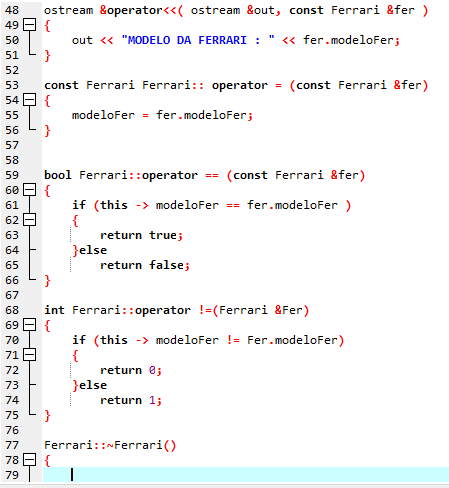 48 ostream &operator<<( ostream &out, const Ferrari &fer )
49 {
50     out << "MODELO DA FERRARI : " << fer.modeloFer;
51 }
52
53 const Ferrari Ferrari:: operator = (const Ferrari &fer)
54 {
55     modeloFer = fer.modeloFer;
56 }
57
58
59 bool Ferrari::operator == (const Ferrari &fer)
60 {
61     if (this -> modeloFer == fer.modeloFer )
62     {
63         return true;
64     }else
65         return false;
66 }
67
68 int Ferrari::operator !=(Ferrari &Fer)
69 {
70     if (this -> modeloFer != Fer.modeloFer)
71     {
72         return 0;
73     }else
74         return 1;
75 }
76
77 Ferrari::~Ferrari()
78 {
79